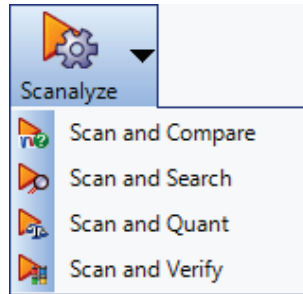 Scanalyze
Scan and Compare
Scan and Search
Scan and Quant
Scan and Verify